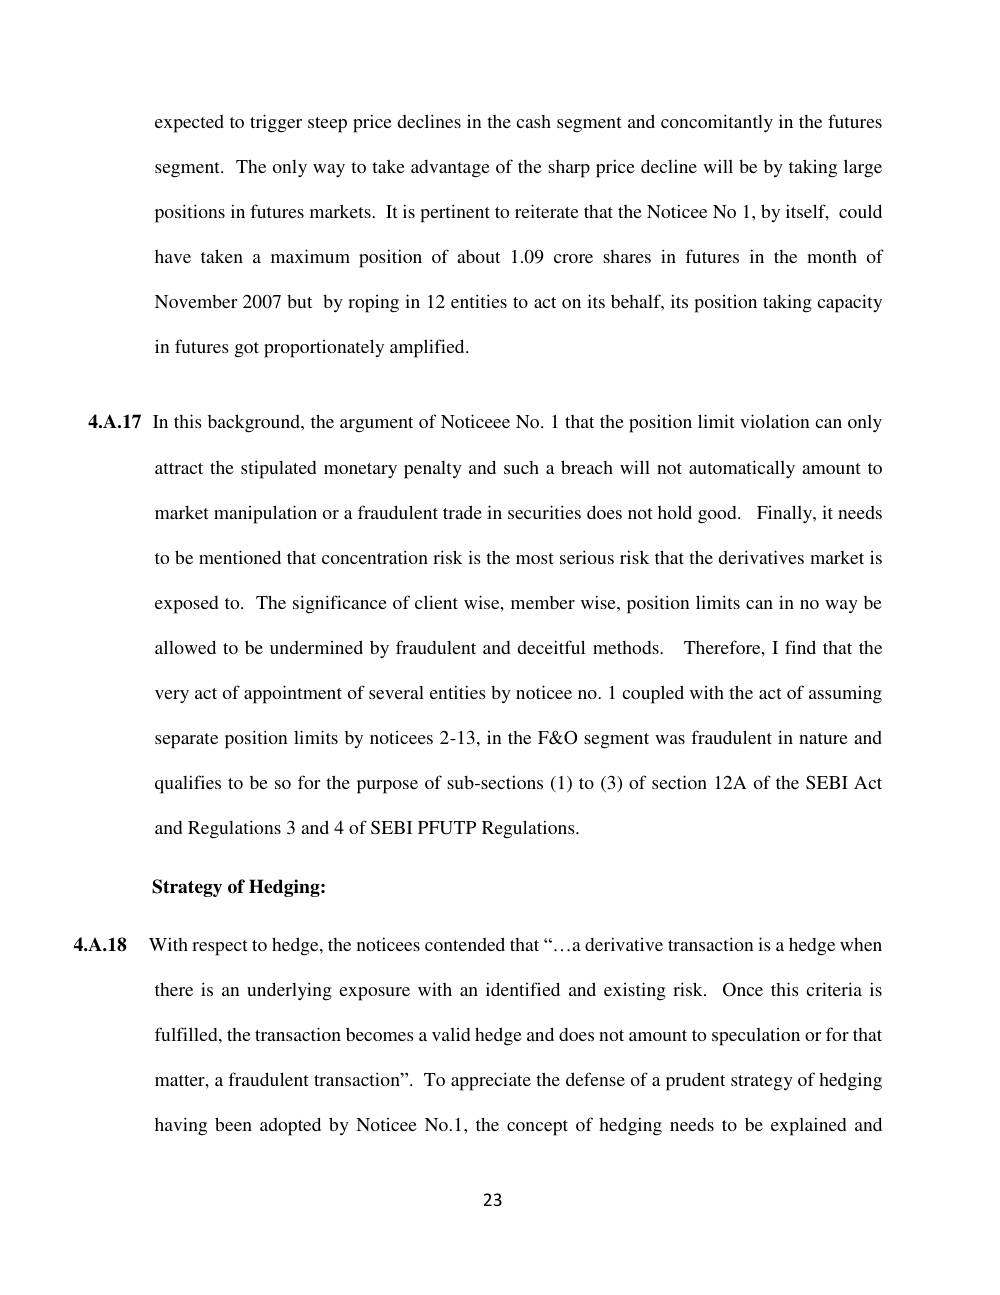 expected to trigger steep price declines in the cash segment and concomitantly in the futures
segment. The only way to take advantage of the sharp price decline will be by taking large
positions in futures markets. It is pertinent to reiterate that the Noticee No 1, by itself, could
have taken a maximum position of about 1.09 crore shares in futures in the month of
November 2007 but by roping in 12 entities to act on its behalf, its position taking capacity
in futures got proportionately amplified.
4.A.17 In this background, the argument of Noticeee No. 1 that the position limit violation can only
attract the stipulated monetary penalty and such a breach will not automatically amount to
market manipulation or a fraudulent trade in securities does not hold good. Finally, it needs
to be mentioned that concentration risk is the most serious risk that the derivatives market is
exposed to. The significance of client wise, member wise, position limits can in no way be
allowed to be undermined by fraudulent and deceitful methods. Therefore, I find that the
very act of appointment of several entities by noticee no. 1 coupled with the act of assuming
separate position limits by noticees 2-13, in the F&O segment was fraudulent in nature and
qualifies to be so for the purpose of sub-sections (1) to (3) of section 12A of the SEBI Act
and Regulations 3 and 4 of SEBI PFUTP Regulations.
Strategy of Hedging:
4.A.18 With respect to hedge, the noticees contended that “…a derivative transaction is a hedge when
there is an underlying exposure with an identified and existing risk. Once this criteria is
fulfilled, the transaction becomes a valid hedge and does not amount to speculation or for that
matter, a fraudulent transaction”. To appreciate the defense of a prudent strategy of hedging
having been adopted by Noticee No.1, the concept of hedging needs to be explained and
23